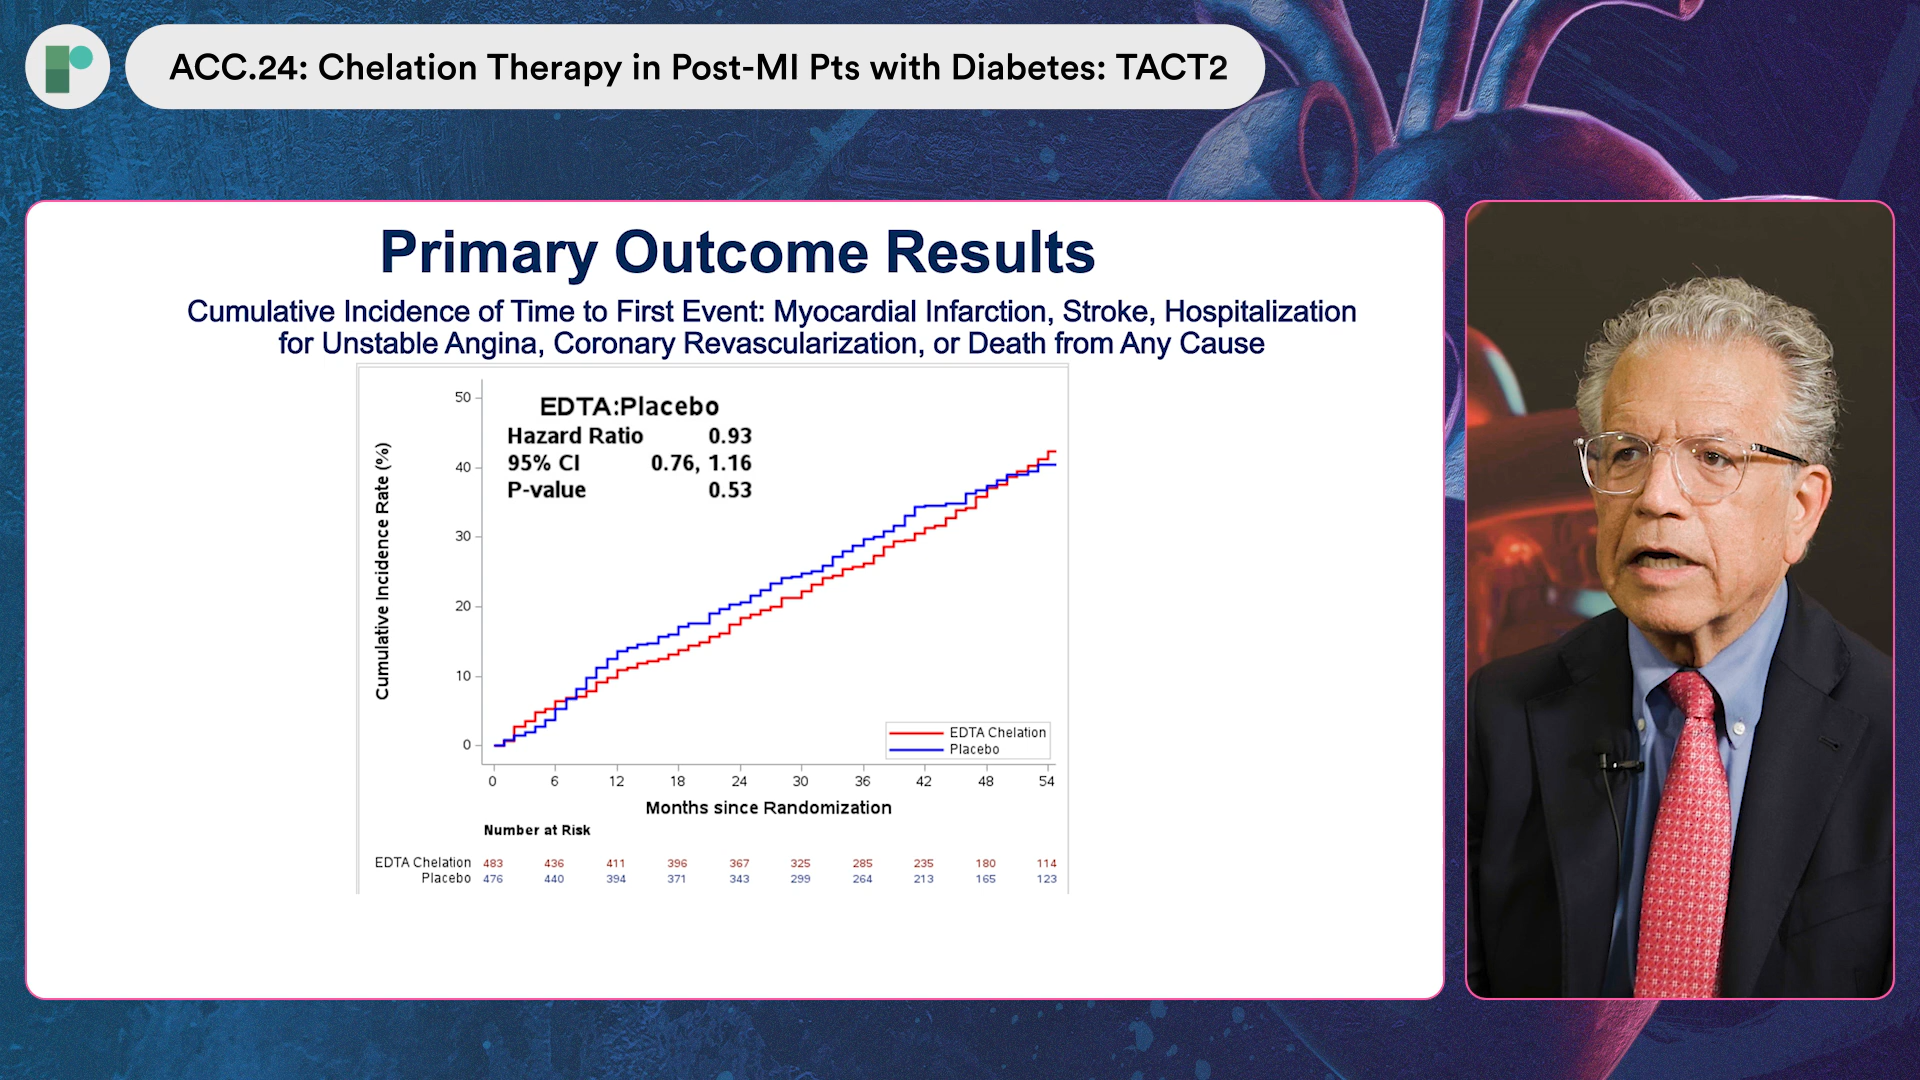 ACC.24: Chelation Therapy in Post-MI Pts with Diabetes: TACT2
Primary Outcome Results
Cumulative Incidence of Time to First Event: Myocardial Infarction, Stroke, Hospitalization
for Unstable Angina, Coronary Revascularization, or Death from Any Cause
EDTA:Placebo
Hazard Ratio 0.93
95% CI 0.76, 1.16
P-value 0.53
Cumulative Incidence Rate (%)
50
40
30
20
10
0
EDTA Chelation
Placebo
0 6 12 18 24 30 36 42 48 54
Months since Randomization
Number at Risk
EDTA Chelation 483 436 411 396 367 325 285 235 180 114
Placebo 476 440 394 371 343 299 264 213 165 123